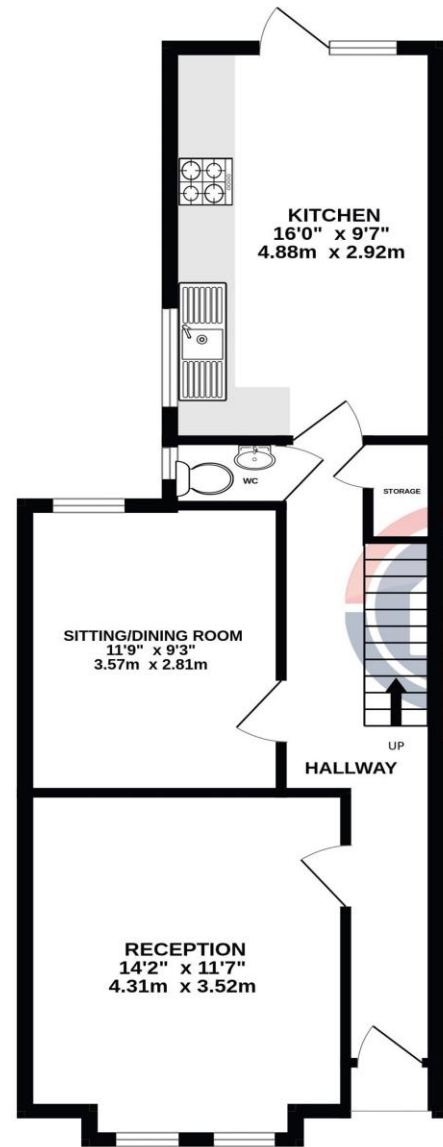 KITCHEN
16'0" x 9'7"
4.88m x 2.92m
WC
STORAGE
SITTING/DINING ROOM
11'9" x 9'3"
3.57m x 2.81m
UP
HALLWAY
RECEPTION
14'2" x 11'7"
4.31m x 3.52m